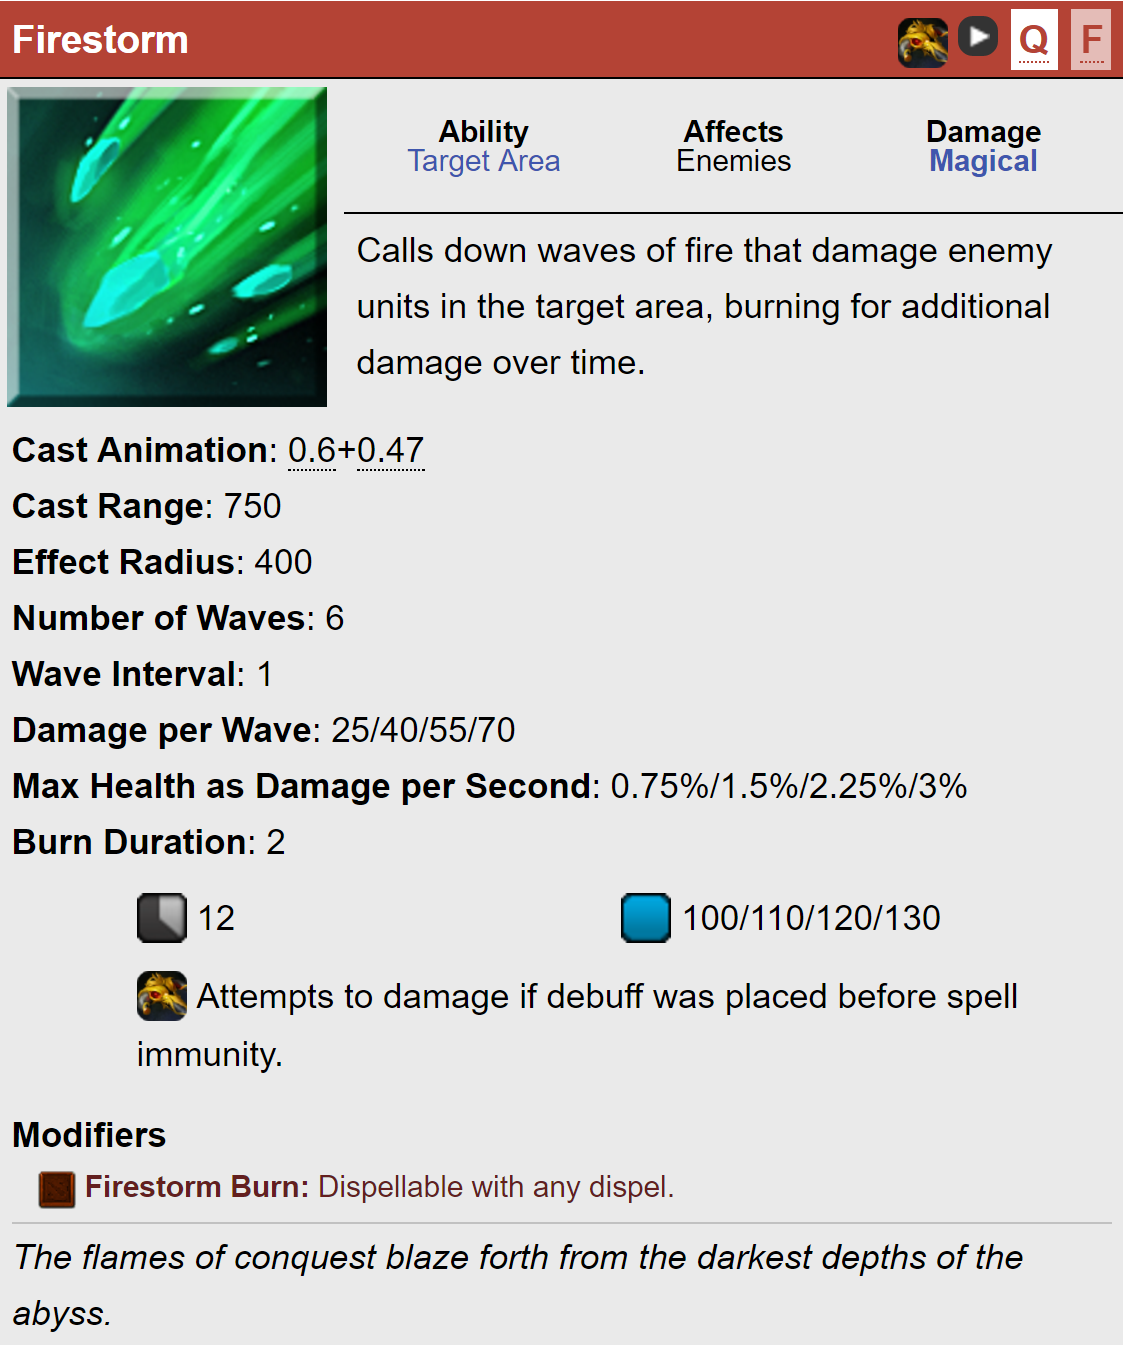 Firestorm
Q F
Ability Affects Damage
Target Area Enemies Magical
Calls down waves of fire that damage enemy
units in the target area, burning for additional
damage over time.
Cast Animation: 0.6+0.47
Cast Range: 750
Effect Radius: 400
Number of Waves: 6
Wave Interval: 1
Damage per Wave: 25/40/55/70
Max Health as Damage per Second: 0.75%/1.5%/2.25%/3%
Burn Duration: 2
12 100/110/120/130
Attempts to damage if debuff was placed before spell
immunity.
Modifiers
Firestorm Burn: Dispellable with any dispel.
The flames of conquest blaze forth from the darkest depths of the
abyss.